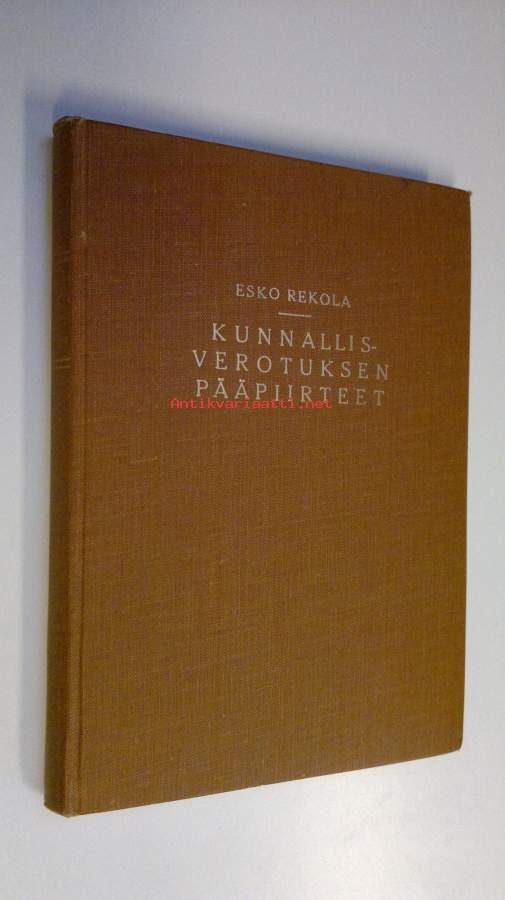 ESKO REKOLA
KUNNALLIS-
VEROTUKSEN
PÄÄPIIRTEET
Antikvariaatti.net